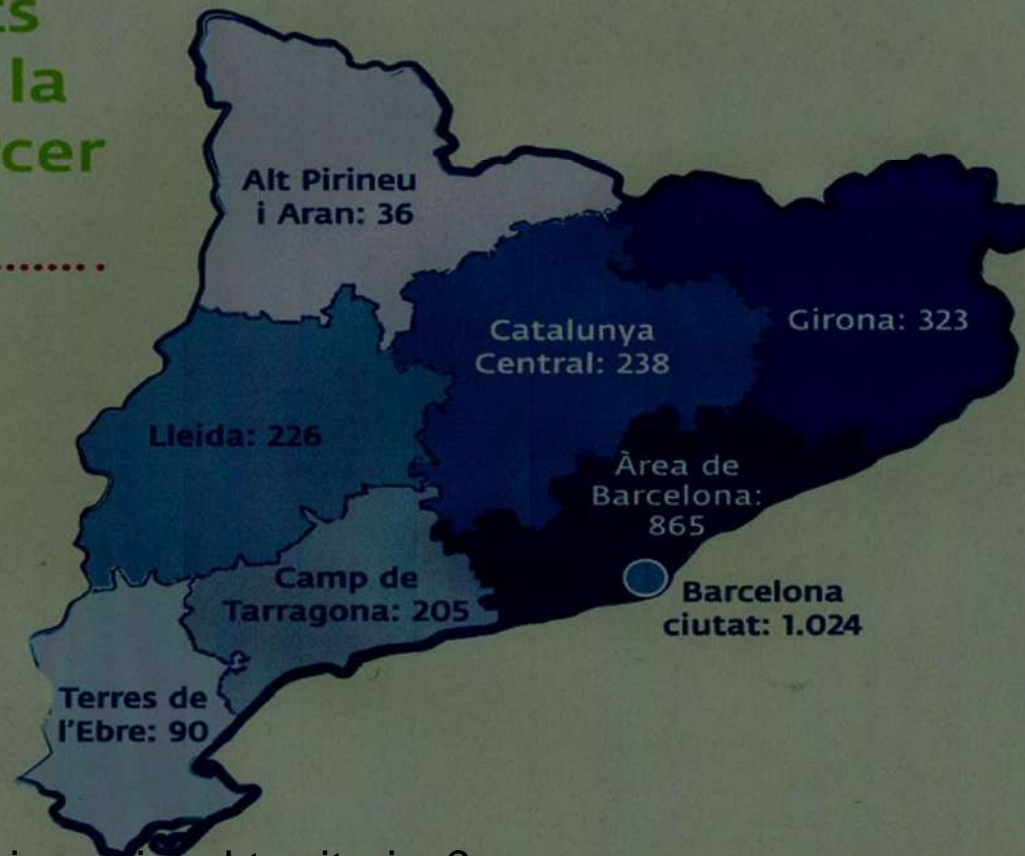 la
Alt Pirineu
i Aran: 36
Catalunya
Central: 238
Girona: 323
Lleida: 226
Àrea de
Barcelona:
865
Camp de
Tarragona: 205
Barcelona
ciutat: 1.024
Terres de
l'Ebre: 90